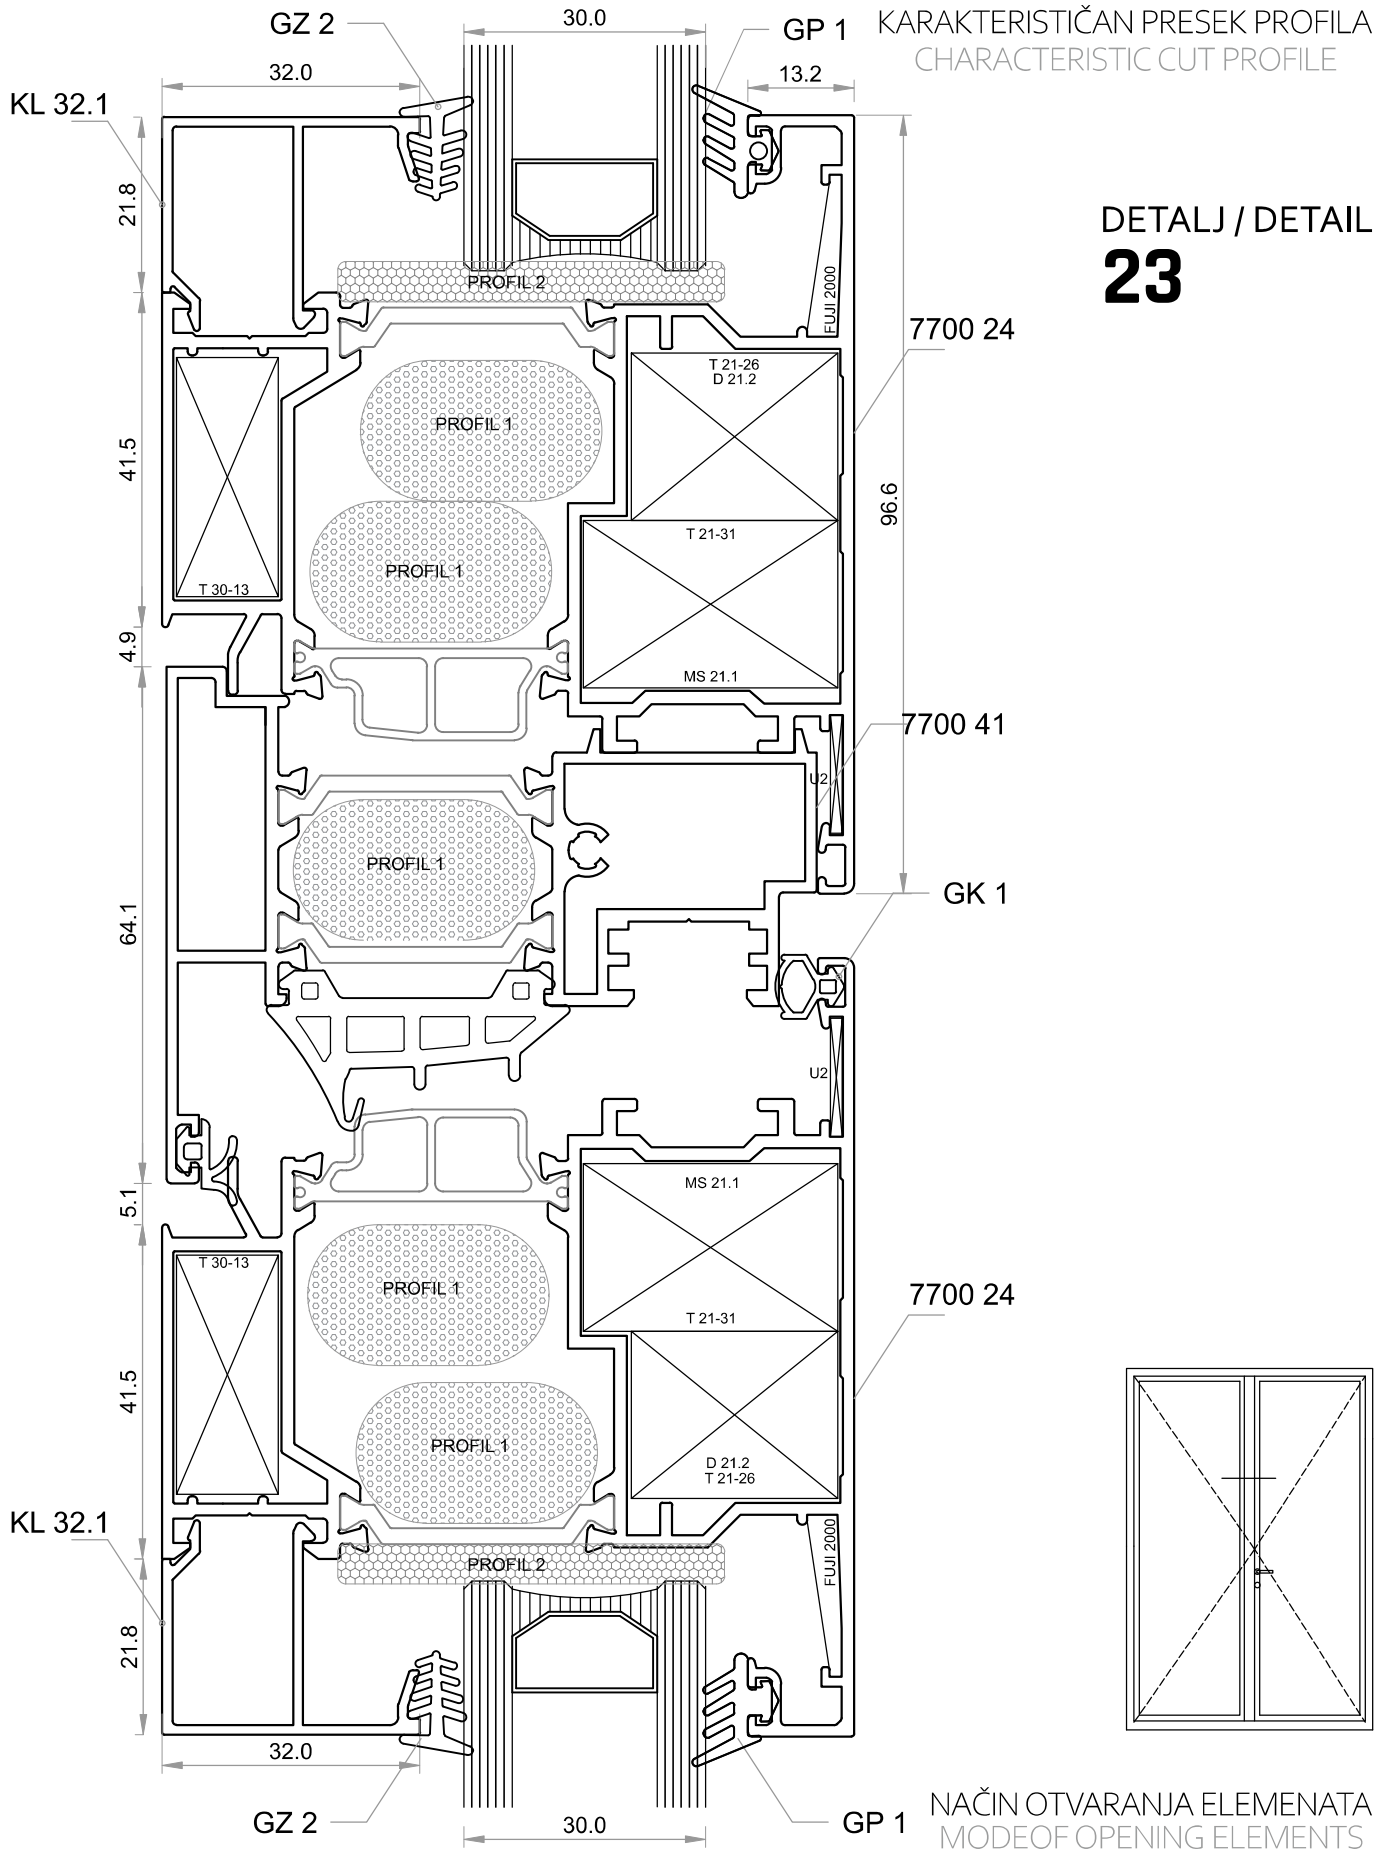 KARAKTERISTIČAN PRESEK PROFILA
CHARACTERISTIC CUT PROFILE
DETALJ / DETAIL
23
GZ 2
30.0
GP 1
32.0
13.2
KL 32.1
21.8
PROFIL 2
FUJI 2000
7700 24
T 21-26
D 21.2
PROFIL 1
41.5
96.6
T 21-31
PROFIL 1
T 30-13
4.9
MS 21.1
7700 41
U2
PROFIL 1
GK 1
64.1
U2
5.1
MS 21.1
T 30-13
PROFIL 1
7700 24
T 21-31
41.5
PROFIL 1
D 21.2
T 21-26
KL 32.1
FUJI 2000
PROFIL 2
21.8
32.0
GZ 2
30.0
GP 1
NAČIN OTVARANJA ELEMENATA
MODEOF OPENING ELEMENTS